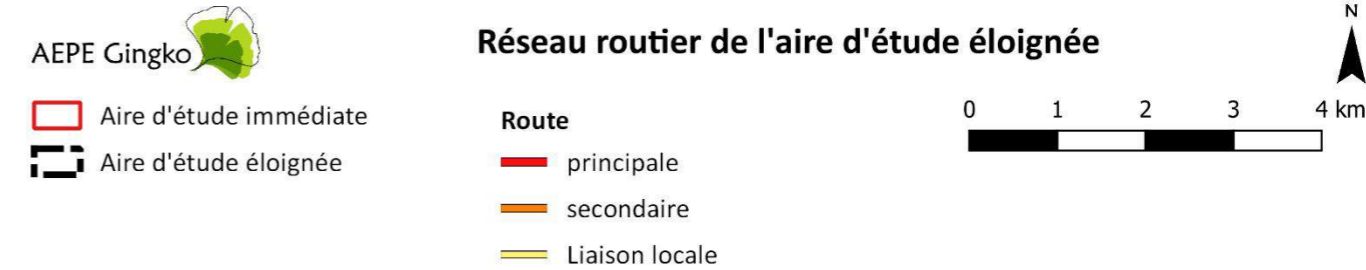 AEPE Gingko
Réseau routier de l'aire d'étude éloignée
N
Aire d'étude immédiate
Aire d'étude éloignée
Route
principale
secondaire
Liaison locale
0 1 2 3 4 km